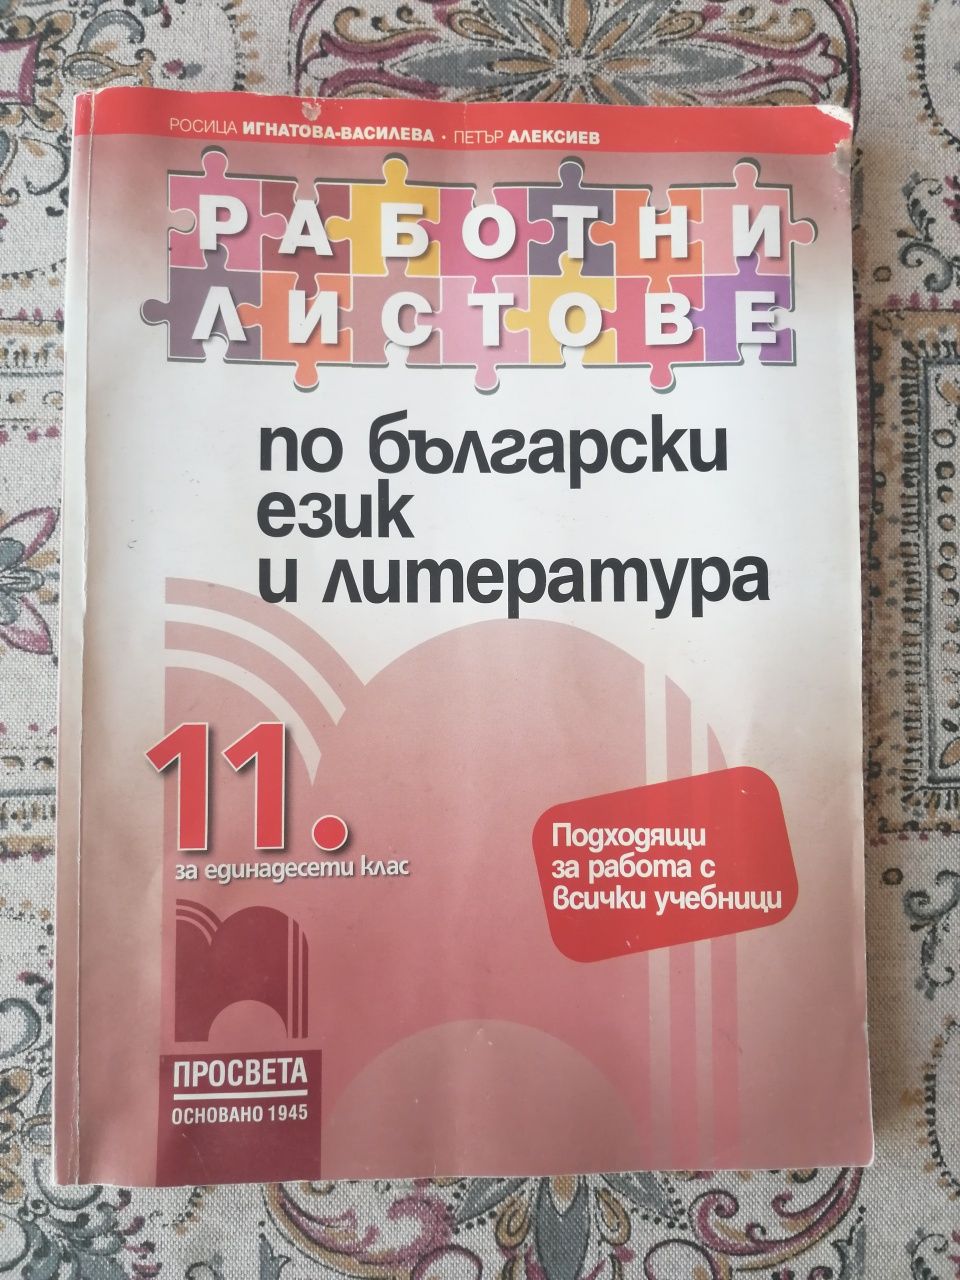 РОСИЦА ИГНАТОВА-ВАСИЛЕВА • ПЕТЪР АЛЕКСИЕВ
РАБОТНИ
ЛИСТОВЕ
по български
език
и литература
11.
за единадесети клас
Подходящи
за работа с
всички учебници
ПРОСВЕТА
ОСНОВАНО 1945